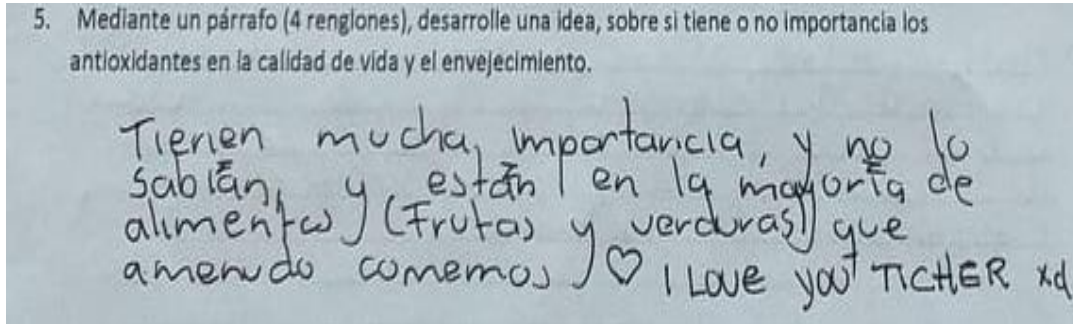 5. Mediante un párrafo (4 renglones), desarrolle una idea, sobre si tiene o no importancia los
antioxidantes en la calidad de vida y el envejecimiento.
Tienen mucha, importancia, y no lo
sabían, y están en la mayoría de
alimentos (Frutas y verduras) que
amenudo comemos ♡ I LOVE YOU TICHER xd